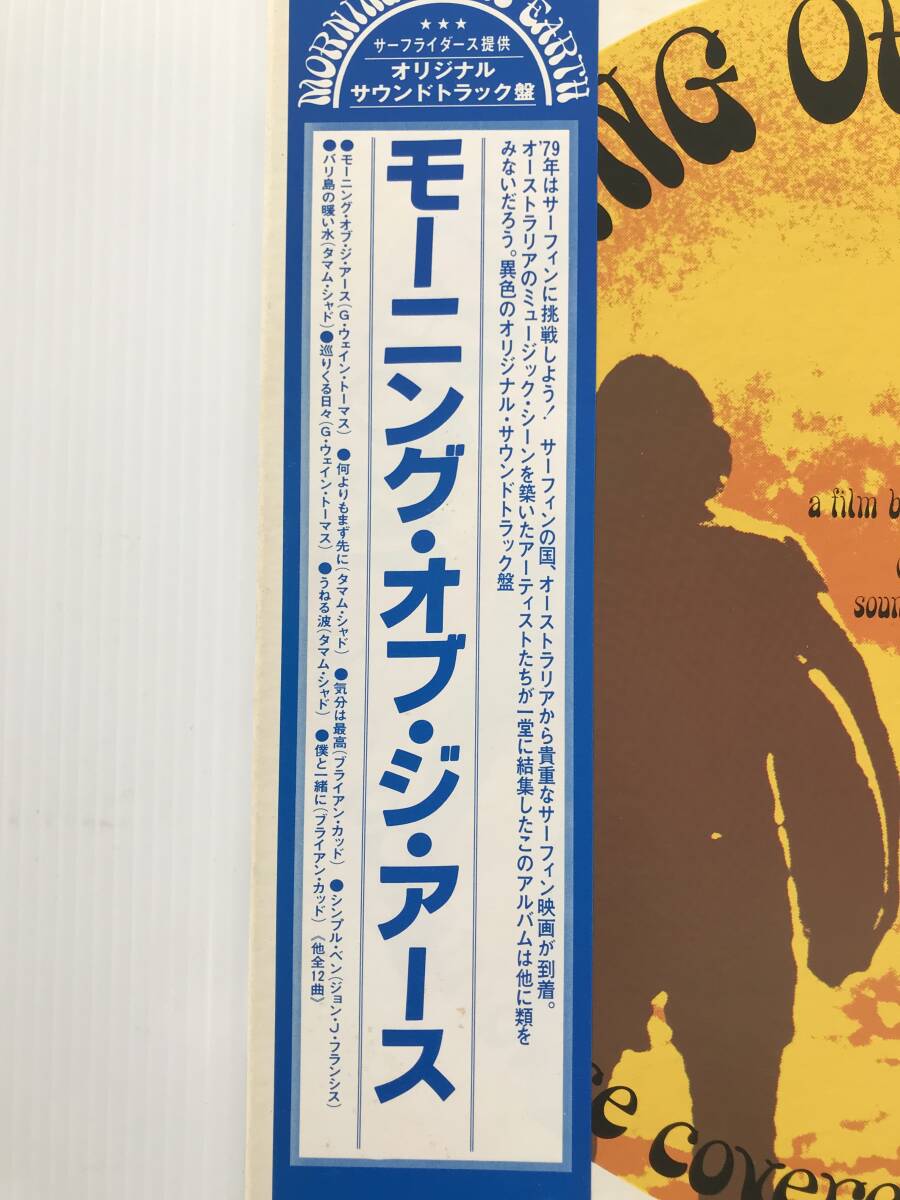 MORNING OF THE EARTH
★★★
サーフライダース提供
オリジナル
サウンドトラック盤
'79年はサーフィンに挑戦しよう! サーフィンの国、オーストラリアから貴重なサーフィン映画が到着。
オーストラリアのミュージック・シーンを築いたアーティストたちが一堂に結集したこのアルバムは他に類を
みないだろう。異色のオリジナル・サウンドトラック盤
モーニング・オブ・ジ・アース
●モーニング・オブ・ジ・アース(G・ウェイン・トーマス) ●何よりもまず先に(タマム・シャド) ●気分は最高(ブライアン・カッド) ●シンプル・ベン(ジョン・J・フランシス)
●バリ島の暖い水(タマム・シャド) ●巡りくる日々(G・ウェイン・トーマス) ●うねる波(タマム・シャド) ●僕と一緒に(ブライアン・カッド) 《他全12曲》
NG OF
a film b
soun
re covere